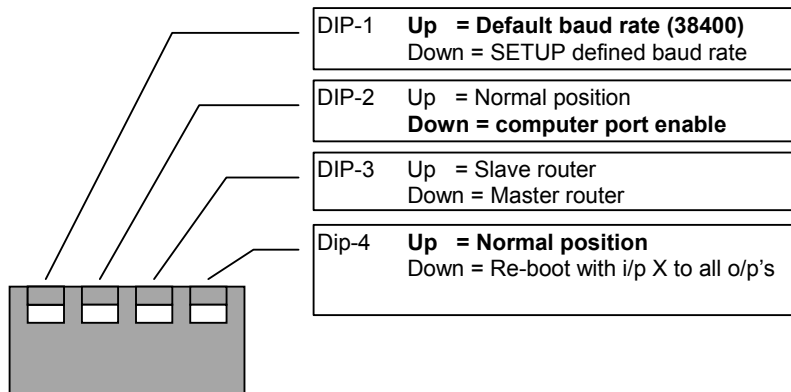 DIP-1 Up = Default baud rate (38400)
Down = SETUP defined baud rate
DIP-2 Up = Normal position
Down = computer port enable
DIP-3 Up = Slave router
Down = Master router
Dip-4 Up = Normal position
Down = Re-boot with i/p X to all o/p's